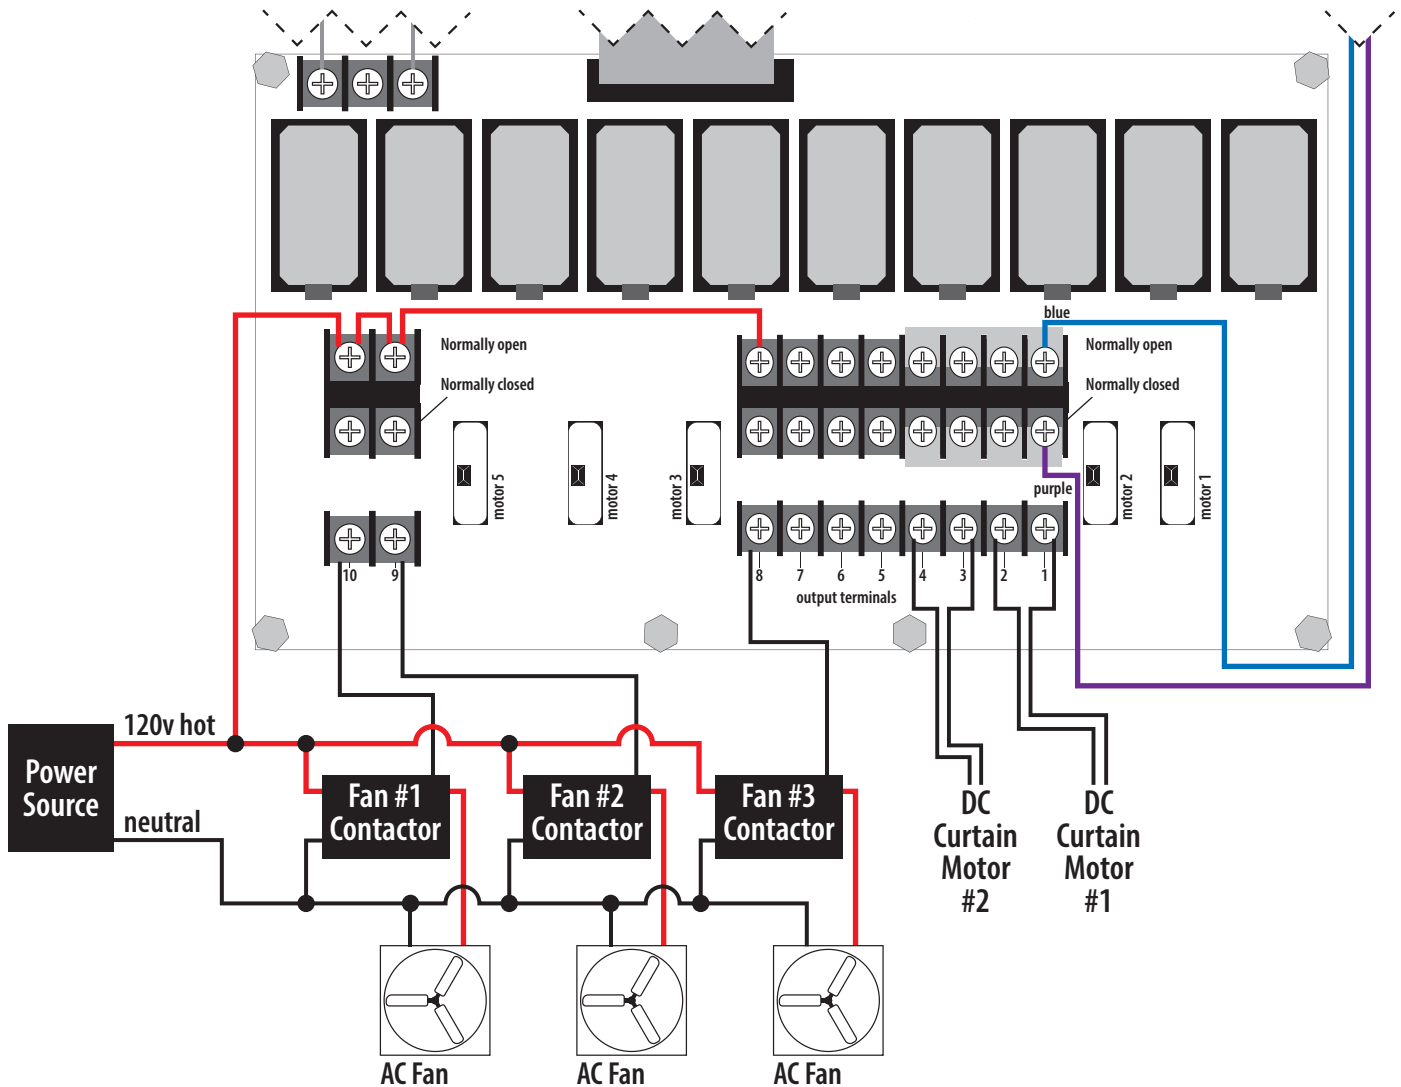 blue
Normally open
Normally open
Normally closed
Normally closed
motor 5
motor 4
motor 3
purple
motor 2
motor 1
10
9
8
7
6
5
4
3
2
1
output terminals
120v hot
Power
Source
neutral
Fan #1
Contactor
Fan #2
Contactor
Fan #3
Contactor
DC
Curtain
Motor
#2
DC
Curtain
Motor
#1
AC Fan
AC Fan
AC Fan